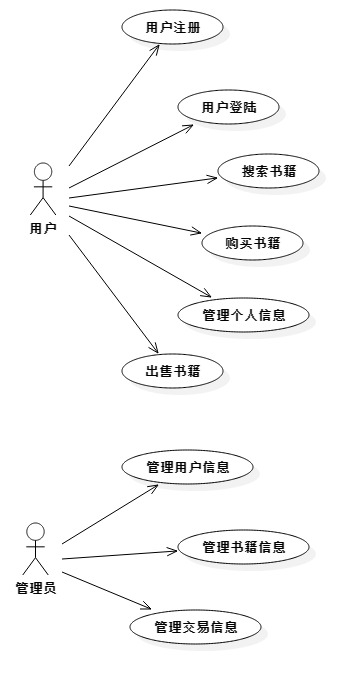 用户注册
用户登陆
搜索书籍
用户
购买书籍
管理个人信息
出售书籍
管理用户信息
管理书籍信息
管理员
管理交易信息